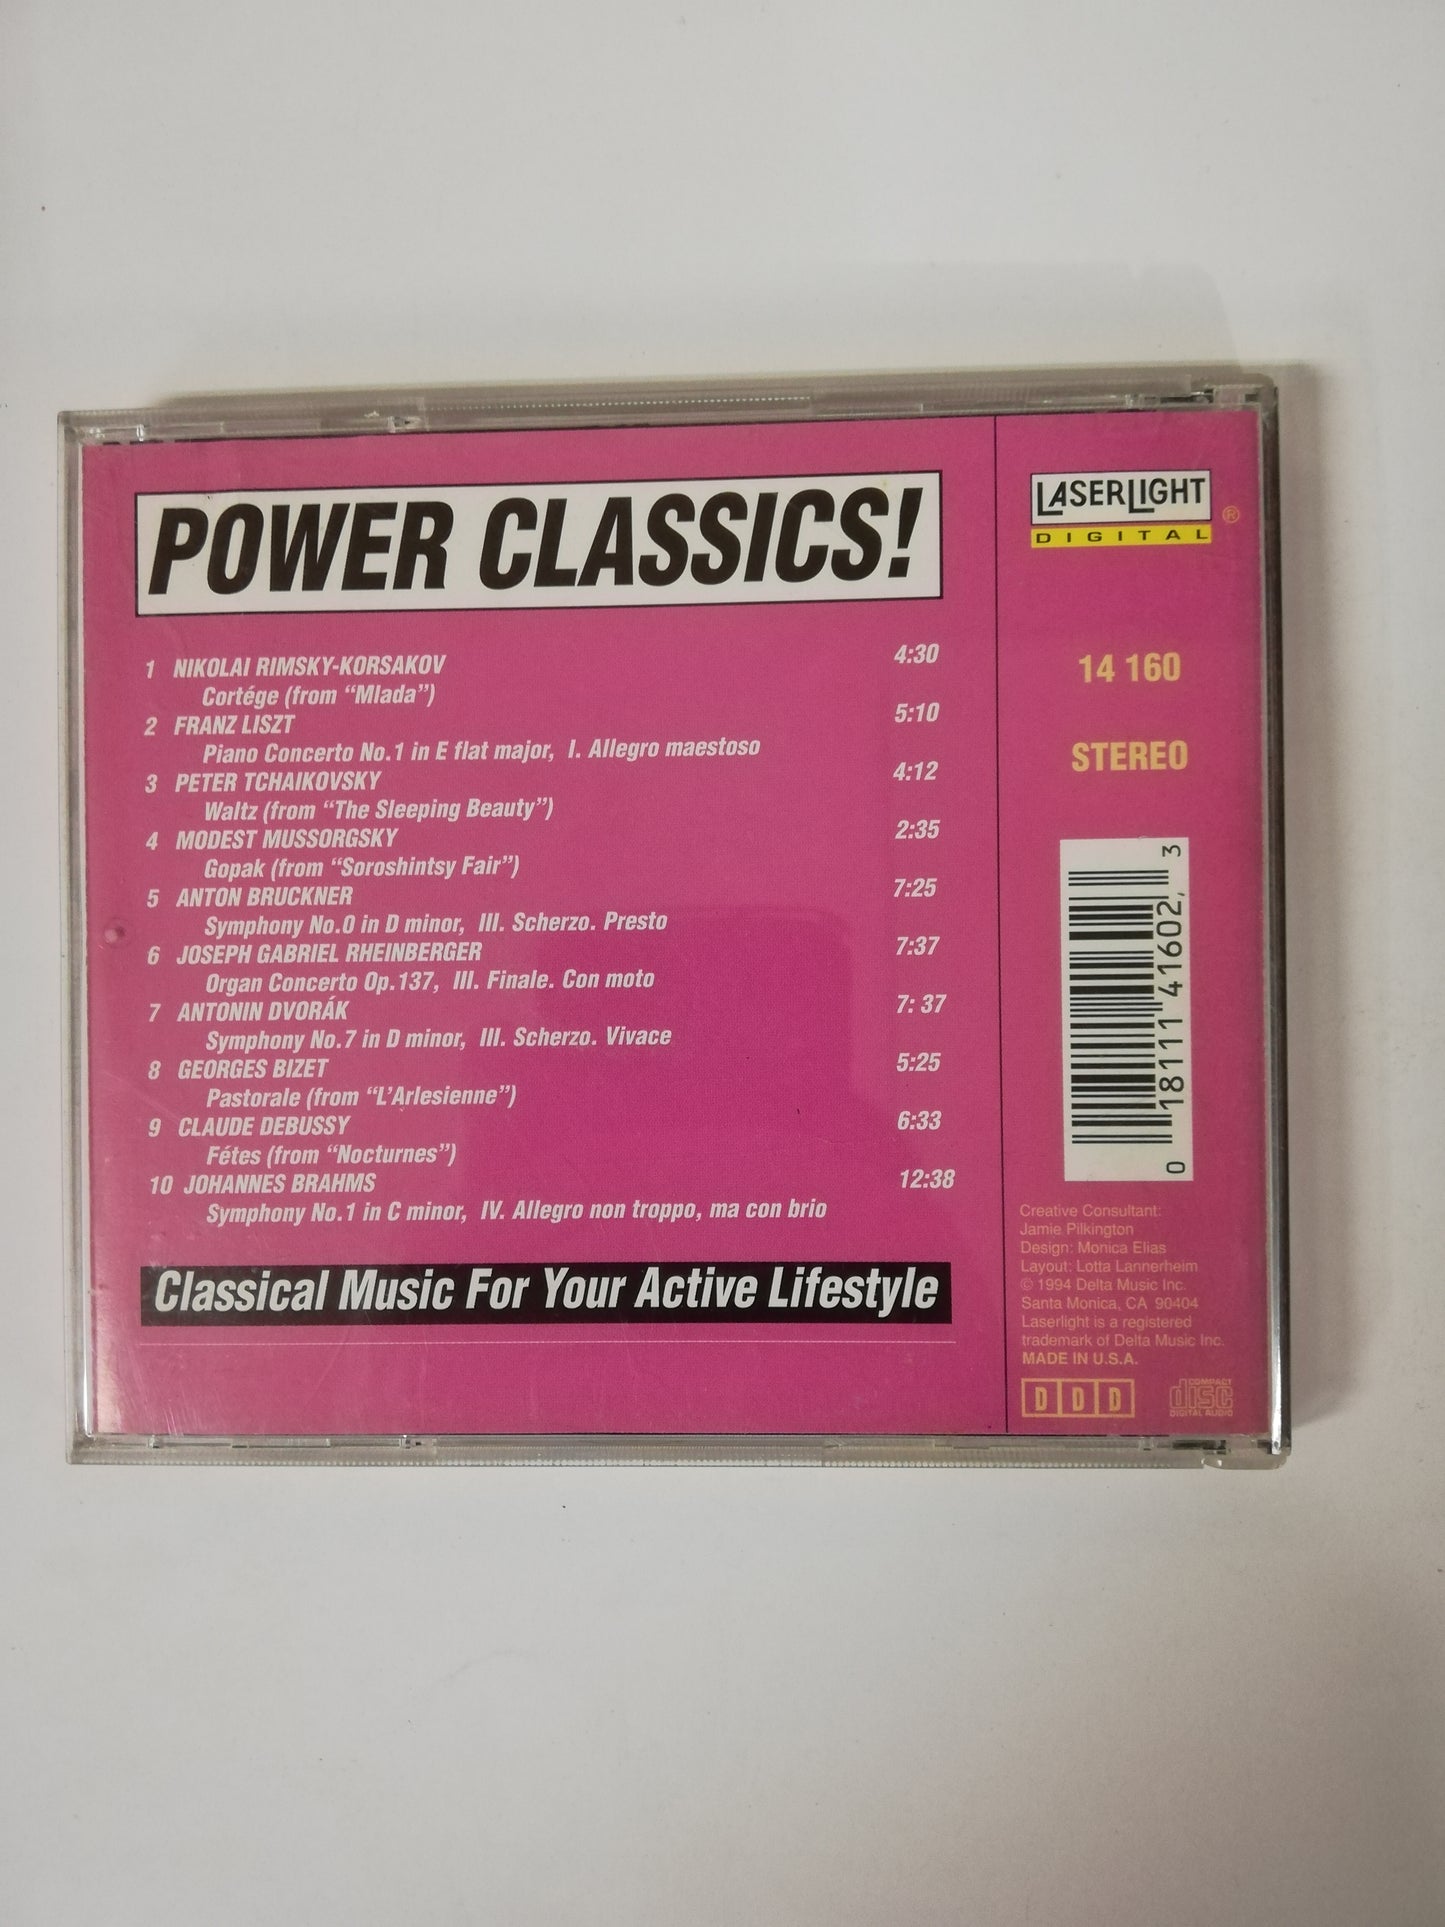 POWER CLASSICS!
1 NIKOLAI RIMSKY-KORSAKOV 4:30
Cortége (from “Mlada”)
2 FRANZ LISZT 5:10
Piano Concerto No.1 in E flat major, I. Allegro maestoso
3 PETER TCHAIKOVSKY 4:12
Waltz (from “The Sleeping Beauty”)
4 MODEST MUSSORGSKY 2:35
Gopak (from “Soroshintsy Fair”)
5 ANTON BRUCKNER 7:25
Symphony No.0 in D minor, III. Scherzo. Presto
6 JOSEPH GABRIEL RHEINBERGER 7:37
Organ Concerto Op.137, III. Finale. Con moto
7 ANTONIN DVORÁK 7: 37
Symphony No.7 in D minor, III. Scherzo. Vivace
8 GEORGES BIZET 5:25
Pastorale (from “L’Arlesienne”)
9 CLAUDE DEBUSSY 6:33
Fétes (from “Nocturnes”)
10 JOHANNES BRAHMS 12:38
Symphony No.1 in C minor, IV. Allegro non troppo, ma con brio
Classical Music For Your Active Lifestyle
LASERLIGHT ®
DIGITAL
14 160
STEREO
0 18111 41602, 3
Creative Consultant:
Jamie Pilkington
Design: Monica Elias
Layout: Lotta Lannerheim
© 1994 Delta Music Inc.
Santa Monica, CA 90404
Laserlight is a registered
trademark of Delta Music Inc.
MADE IN U.S.A.
D D D
COMPACT
disc
DIGITAL AUDIO